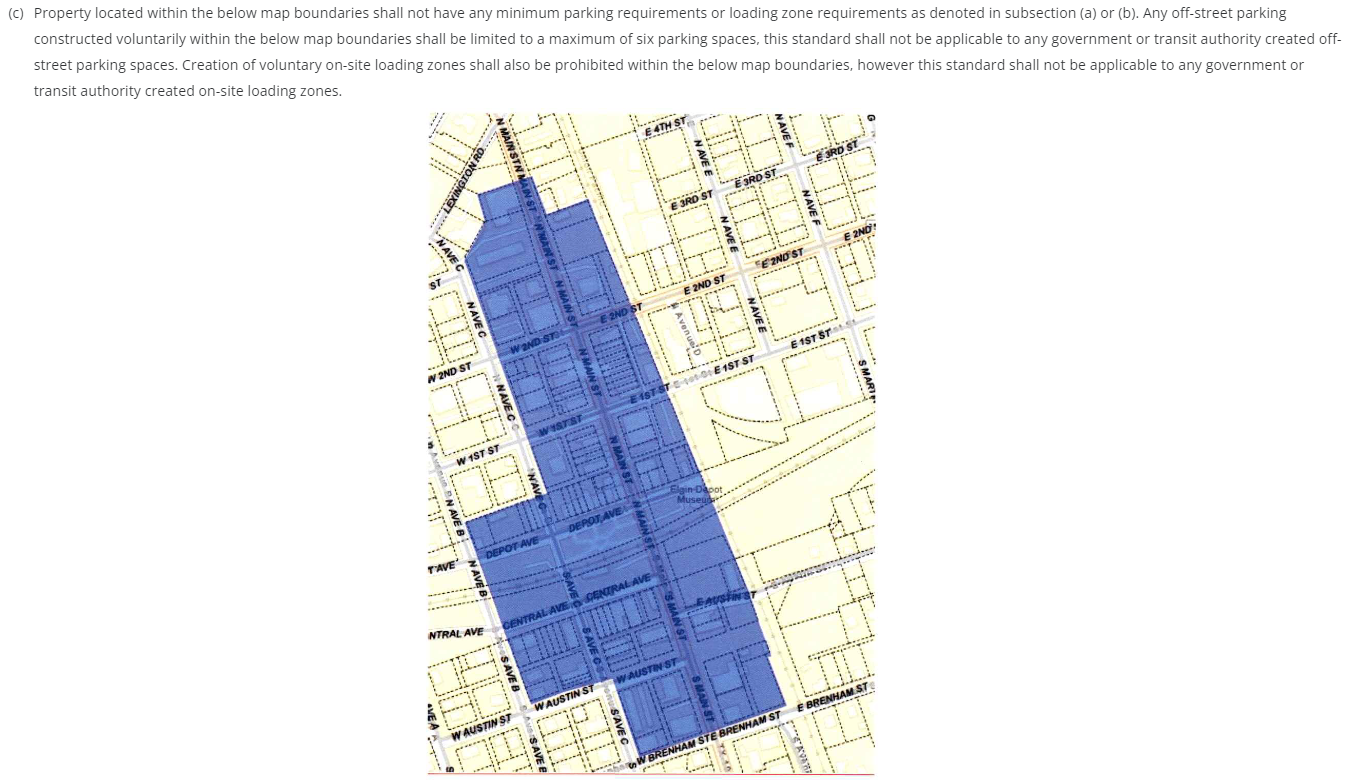 (c) Property located within the below map boundaries shall not have any minimum parking requirements or loading zone requirements as denoted in subsection (a) or (b). Any off-street parking
constructed voluntarily within the below map boundaries shall be limited to a maximum of six parking spaces, this standard shall not be applicable to any government or transit authority created off-
street parking spaces. Creation of voluntary on-site loading zones shall also be prohibited within the below map boundaries, however this standard shall not be applicable to any government or
transit authority created on-site loading zones.
E 4TH ST
N AVE F
N MAIN ST
N MAIN ST
LEXINGTON RD
N AVE E
E 3RD ST
E 3RD ST
E 3RD ST
N AVE F
N AVE E
N MAIN ST
E 2ND
N AVE C
E 2ND ST
ST
E 2ND ST
N MAIN ST
E 2ND ST
N AVE C
N AVE E
Avenue D
W 2ND ST
E 1ST ST
N MAIN ST
E 1ST ST
W 2ND ST
S MART
E 1ST ST
N AVE C
W 1ST ST
N MAIN ST
W 1ST ST
N AVE C
Elgin Depot
Museum
N AVE B
DEPOT AVE
N MAIN ST
DEPOT AVE
T AVE
N AVE B
S AVE C
CENTRAL AVE
CENTRAL AVE
E AUSTIN ST
S MAIN ST
NTRAL AVE
S AVE C
S AVE B
W AUSTIN ST
S MAIN ST
W AUSTIN ST
E BRENHAM ST
AVE A
W AUSTIN ST
S AVE C
S AVE B
W BRENHAM ST
E BRENHAM ST